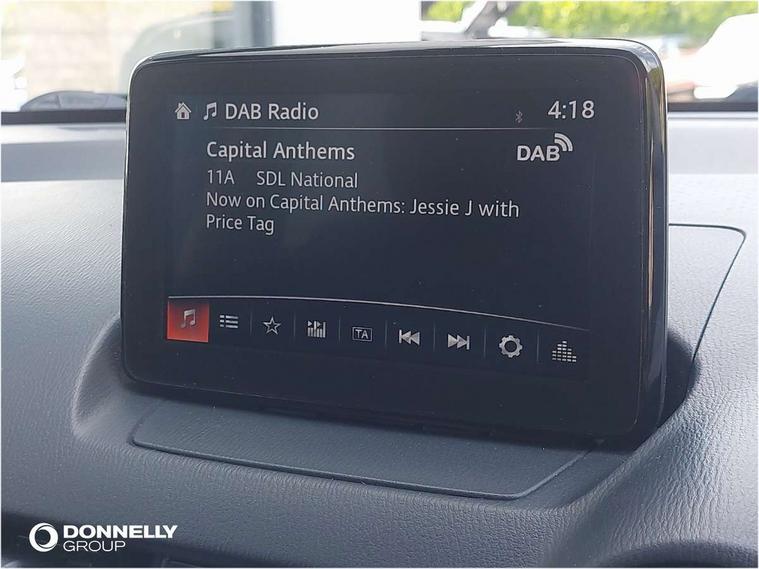 DAB Radio 4:18
Capital Anthems DAB
11A SDL National
Now on Capital Anthems: Jessie J with
Price Tag
TA
DONNELLY
GROUP